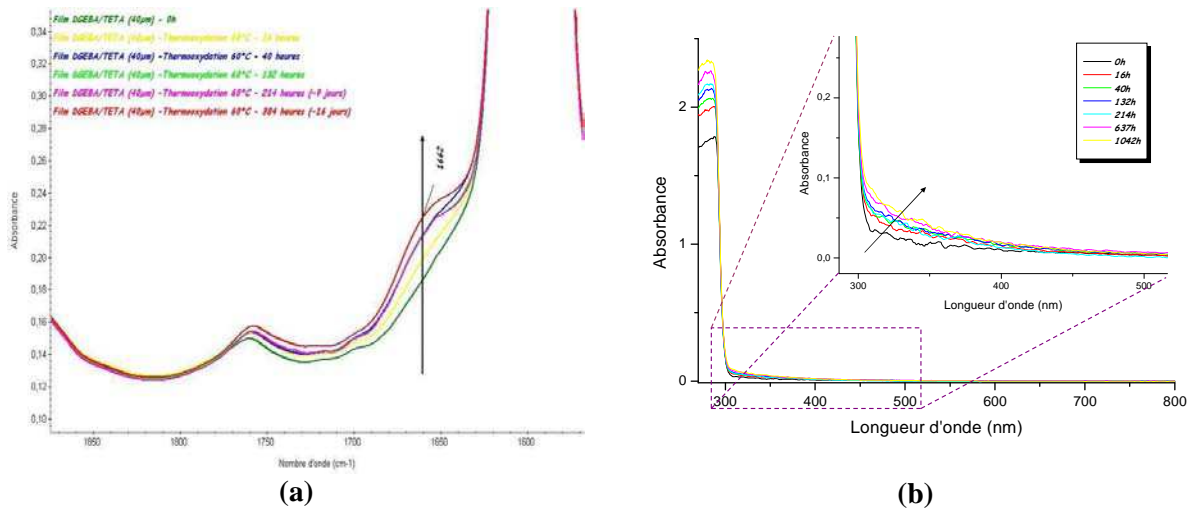 Film DGEBA/TETA (40µm) - 0h
Film DGEBA/TETA (40µm) -Thermooxydation 60°C - heures
Film DGEBA/TETA (40µm) -Thermooxydation 60°C - 40 heures
Film DGEBA/TETA (40µm) -Thermooxydation 60°C - 132 heures
Film DGEBA/TETA (40µm) -Thermooxydation 60°C - 214 heures (~9 jours)
Film DGEBA/TETA (40µm) -Thermooxydation 60°C - 384 heures (~16 jours)
0,34
0,32
0,30
0,28
0,26
0,24
0,22
0,20
0,18
0,16
0,14
0,12
0,10
Absorbance
1662
1850
1800
1750
1700
1650
1600
Nombre d'onde (cm-1)
(a)
Absorbance
2
1
0
300
400
500
600
700
800
Longueur d'onde (nm)
Absorbance
0,2
0,1
0,0
300
400
500
Longueur d'onde (nm)
0h
16h
40h
132h
214h
637h
1042h
(b)